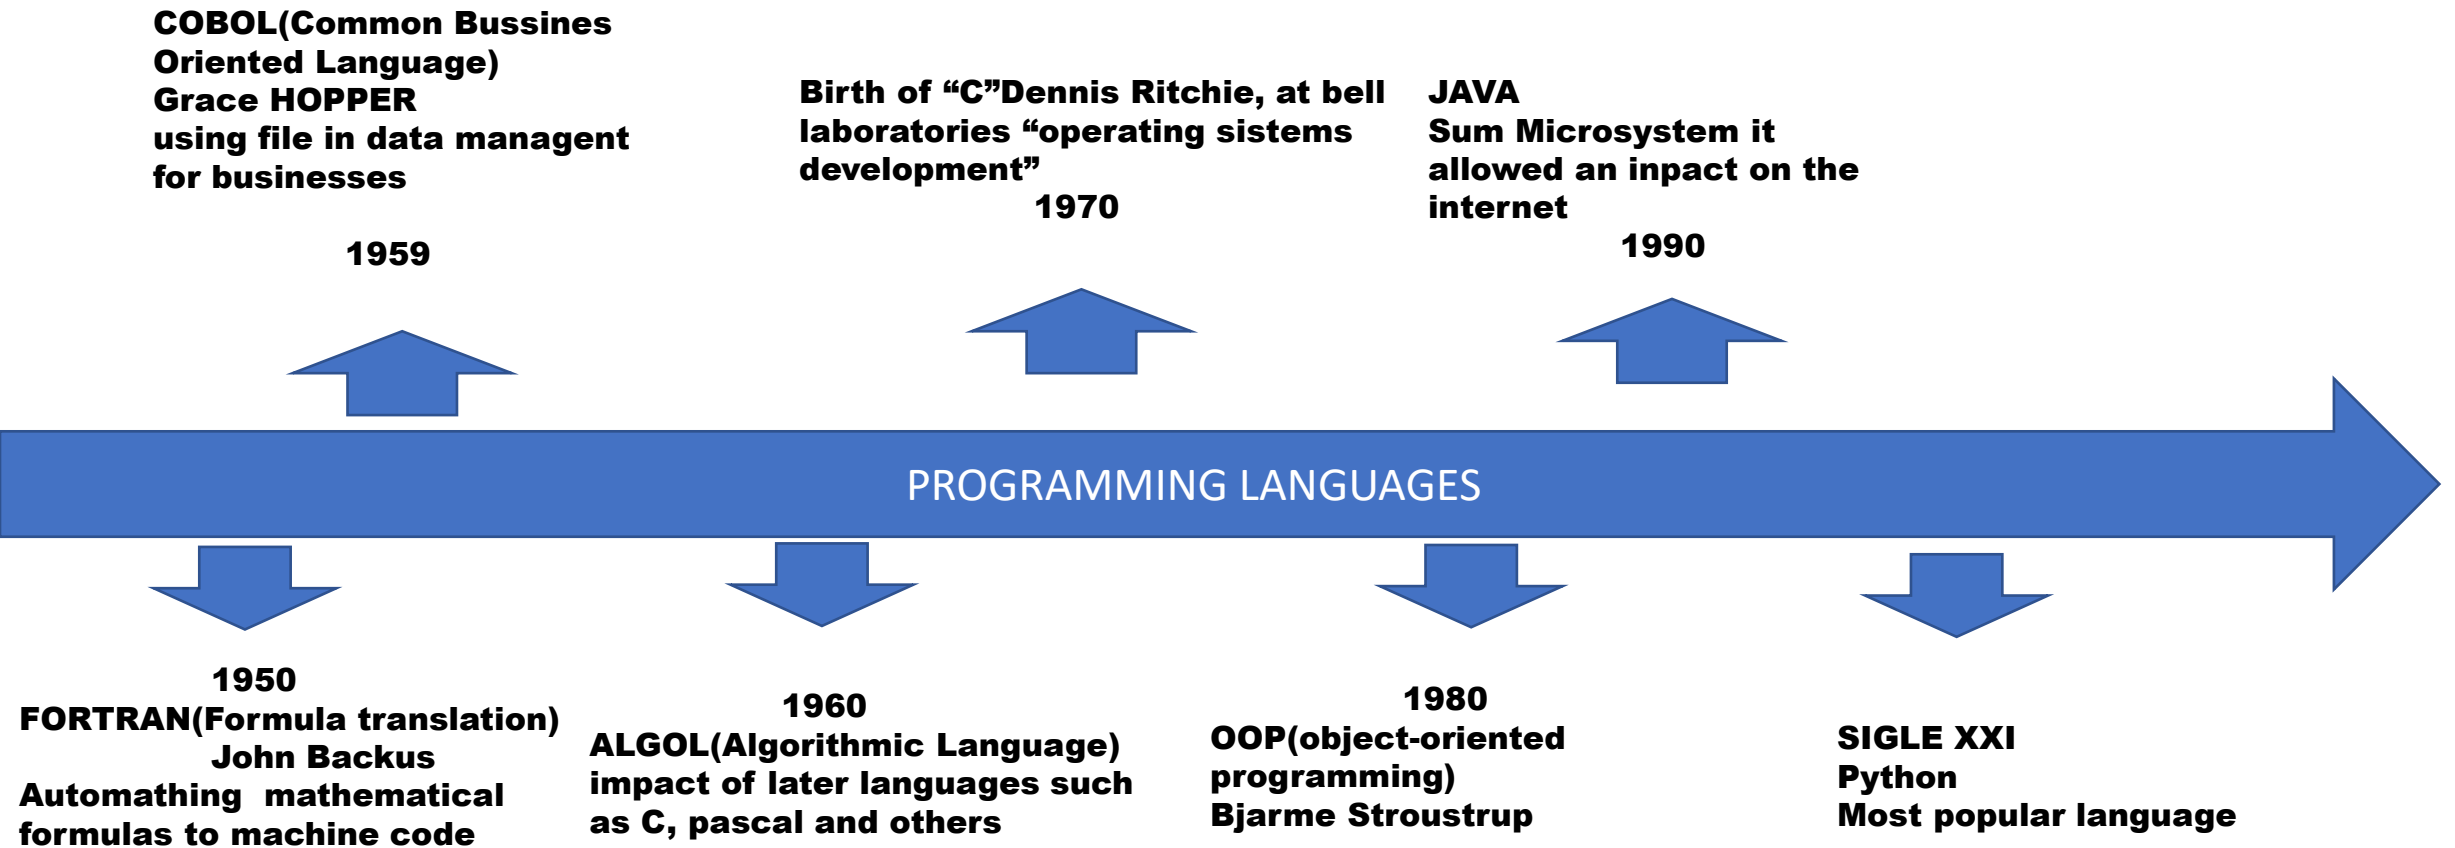 COBOL(Common Bussines
Oriented Language)
Grace HOPPER
using file in data managent
for businesses
1959
Birth of “C”Dennis Ritchie, at bell
laboratories “operating sistems
development”
1970
JAVA
Sum Microsystem it
allowed an inpact on the
internet
1990
PROGRAMMING LANGUAGES
1950
FORTRAN(Formula translation)
John Backus
Automathing mathematical
formulas to machine code
1960
ALGOL(Algorithmic Language)
impact of later languages such
as C, pascal and others
1980
OOP(object-oriented
programming)
Bjarme Stroustrup
SIGLE XXI
Python
Most popular language